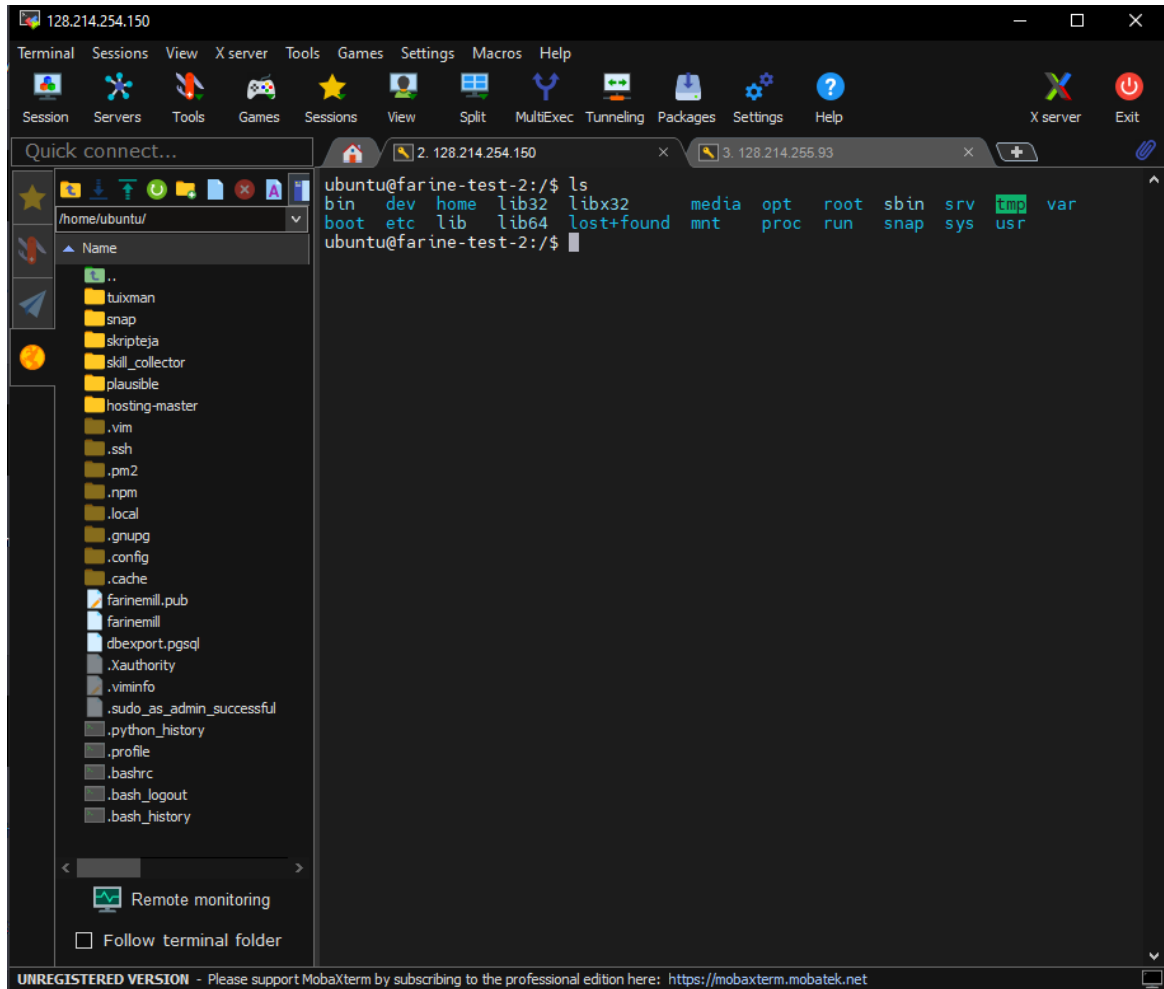 128.214.254.150
Terminal Sessions View X server Tools Games Settings Macros Help
Session Servers Tools Games Sessions View Split MultiExec Tunneling Packages Settings Help X server Exit
Quick connect...
2. 128.214.254.150
3. 128.214.255.93
/home/ubuntu/
Name
..
tuixman
snap
skripteja
skill_collector
plausible
hosting-master
.vim
.ssh
.pm2
.npm
.local
.gnupg
.config
.cache
farinemill.pub
farinemill
dbexport.pgsql
.Xauthority
.viminfo
.sudo_as_admin_successful
.python_history
.profile
.bashrc
.bash_logout
.bash_history
Remote monitoring
Follow terminal folder
ubuntu@farine-test-2:/$ ls
bin dev home lib32 libx32 media opt root sbin srv tmp var
boot etc lib lib64 lost+found mnt proc run snap sys usr
ubuntu@farine-test-2:/$
UNREGISTERED VERSION - Please support MobaXterm by subscribing to the professional edition here: https://mobaxterm.mobatek.net